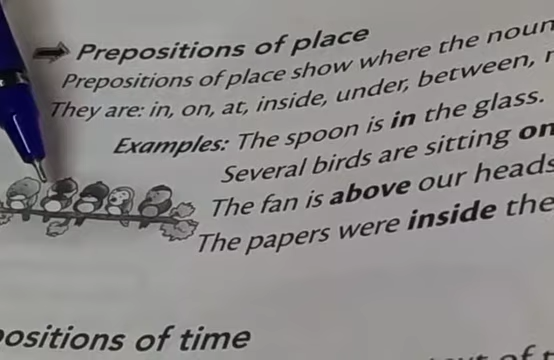 Prepositions of place
Prepositions of place show where the noun
They are: in, on, at, inside, under, between,
Examples: The spoon is in the glass.
Several birds are sitting on
The fan is above our heads
The papers were inside the
positions of time